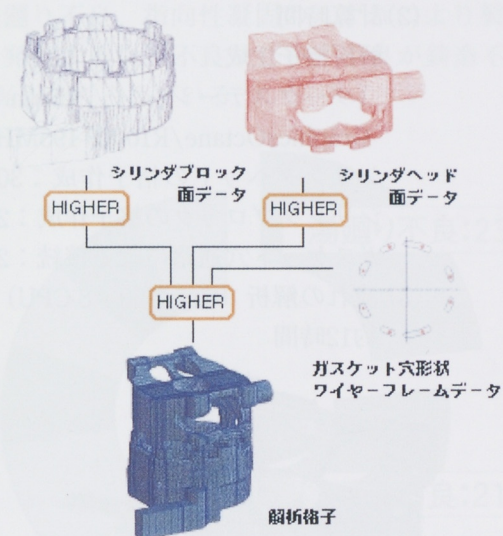 シリンダブロック
面データ
シリンダヘッド
面データ
HIGHER
HIGHER
HIGHER
ガスケット穴形状
ワイヤーフレームデータ
解析格子